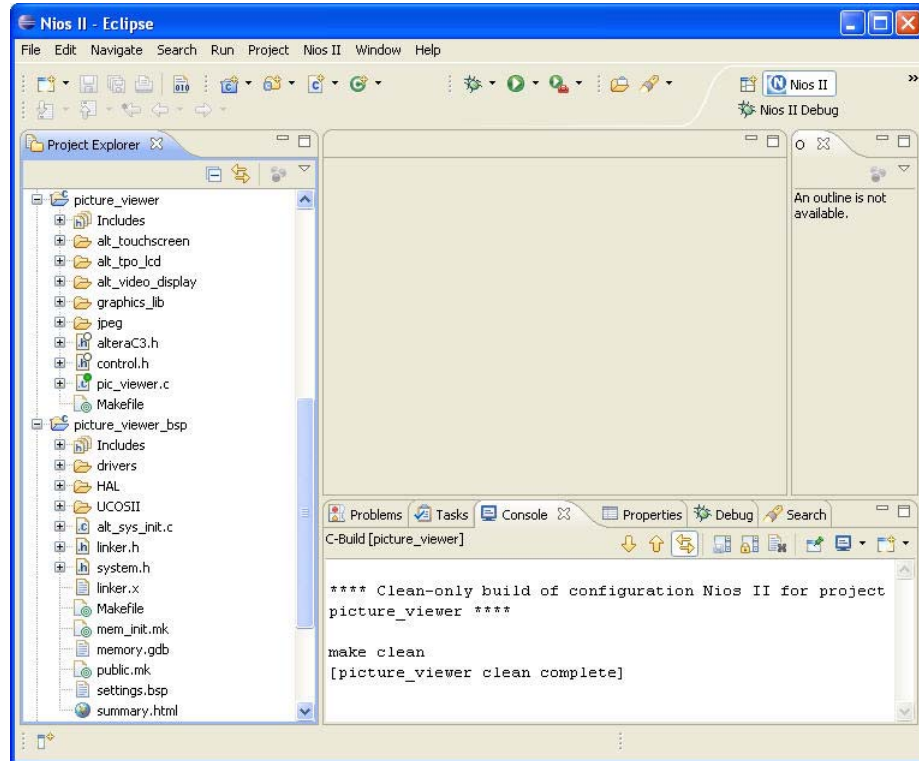 Nios II - Eclipse
File Edit Navigate Search Run Project Nios II Window Help
010
Nios II
»
Nios II Debug
Project Explorer
picture_viewer
Includes
alt_touchscreen
alt_tpo_lcd
alt_video_display
graphics_lib
jpeg
alteraC3.h
control.h
pic_viewer.c
Makefile
picture_viewer_bsp
Includes
drivers
HAL
UCOSII
alt_sys_init.c
linker.h
system.h
linker.x
Makefile
mem_init.mk
memory.gdb
public.mk
settings.bsp
summary.html
O
An outline is not
available.
Problems Tasks Console Properties Debug Search
C-Build [picture_viewer]
**** Clean-only build of configuration Nios II for project
picture_viewer ****
make clean
[picture_viewer clean complete]